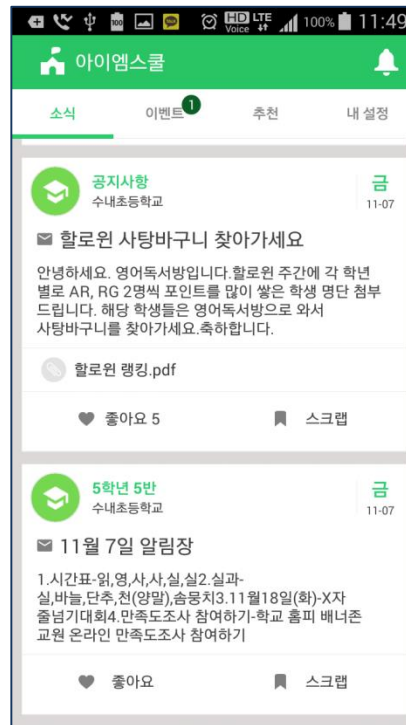 100
HD Voice LTE 100% 11:49
아이엠스쿨
소식 이벤트 1 추천 내 설정
공지사항 금
수내초등학교 11-07
할로윈 사탕바구니 찾아가세요
안녕하세요. 영어독서방입니다.할로윈 주간에 각 학년
별로 AR, RG 2명씩 포인트를 많이 쌓은 학생 명단 첨부
드립니다. 해당 학생들은 영어독서방으로 와서
사탕바구니를 찾아가세요.축하합니다.
할로윈 랭킹.pdf
좋아요 5 스크랩
5학년 5반 금
수내초등학교 11-07
11월 7일 알림장
1.시간표-읽,영,사,사,실,실2.실과-
실,바늘,단추,천(양말),솜뭉치3.11월18일(화)-X자
줄넘기대회4.만족도조사 참여하기-학교 홈피 배너존
교원 온라인 만족도조사 참여하기
좋아요 스크랩